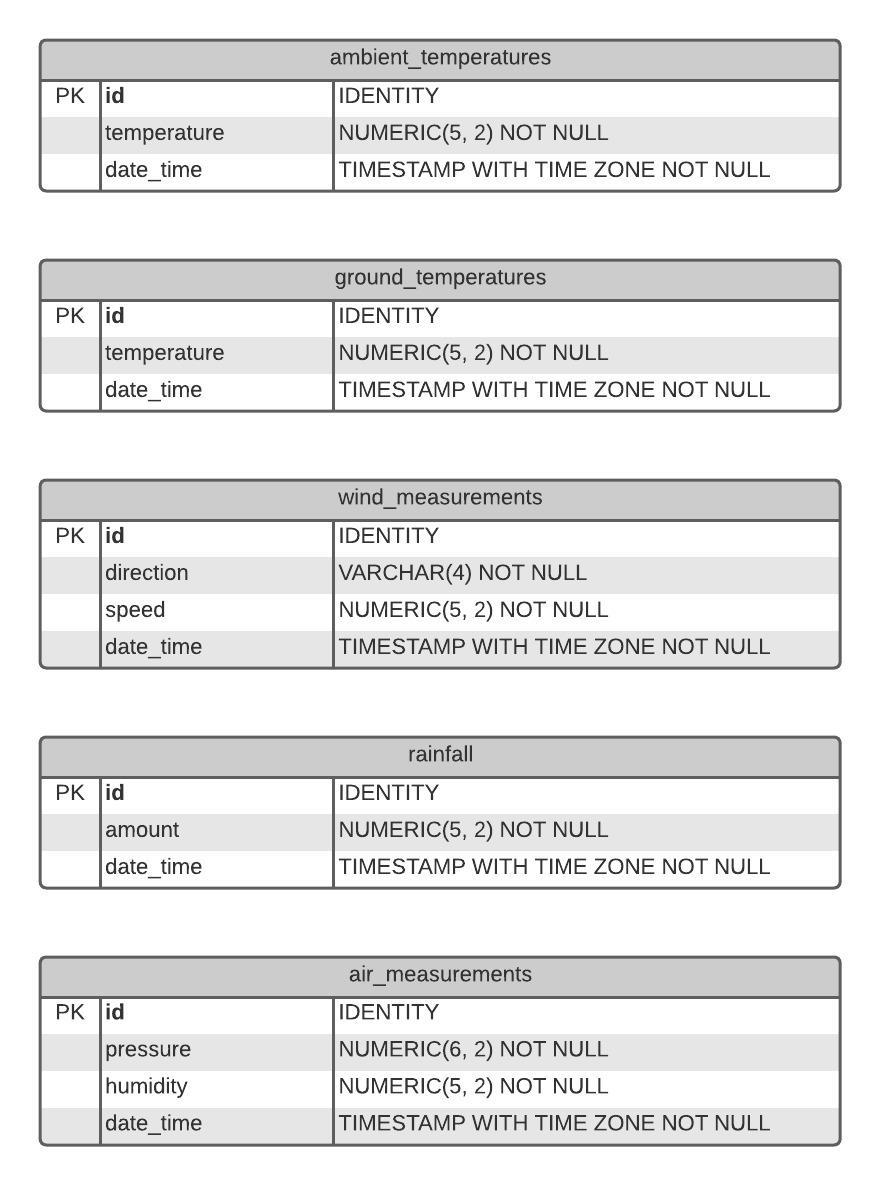 ambient_temperatures
PK id IDENTITY
temperature NUMERIC(5, 2) NOT NULL
date_time TIMESTAMP WITH TIME ZONE NOT NULL
ground_temperatures
PK id IDENTITY
temperature NUMERIC(5, 2) NOT NULL
date_time TIMESTAMP WITH TIME ZONE NOT NULL
wind_measurements
PK id IDENTITY
direction VARCHAR(4) NOT NULL
speed NUMERIC(5, 2) NOT NULL
date_time TIMESTAMP WITH TIME ZONE NOT NULL
rainfall
PK id IDENTITY
amount NUMERIC(5, 2) NOT NULL
date_time TIMESTAMP WITH TIME ZONE NOT NULL
air_measurements
PK id IDENTITY
pressure NUMERIC(6, 2) NOT NULL
humidity NUMERIC(5, 2) NOT NULL
date_time TIMESTAMP WITH TIME ZONE NOT NULL